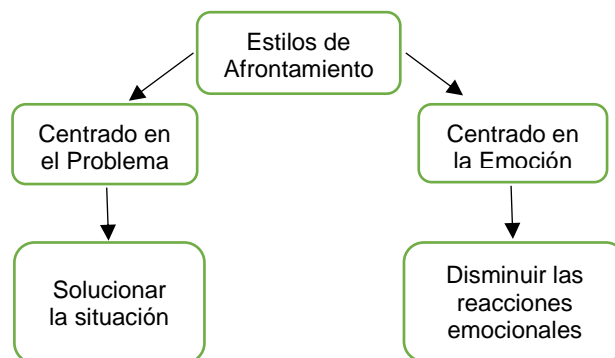 Estilos de
Afrontamiento
Centrado en
el Problema
Centrado en
la Emoción
Solucionar
la situación
Disminuir las
reacciones
emocionales